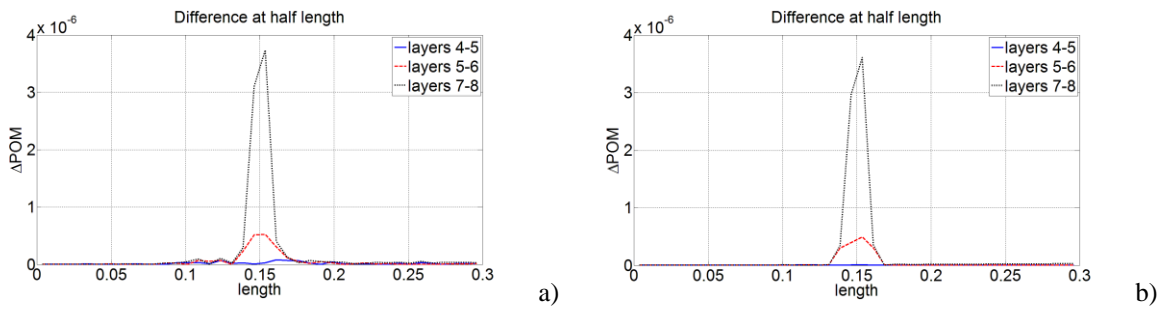 Difference at half length
4 x 10-6
layers 4-5
layers 5-6
layers 7-8
3
2
1
0
ΔPOM
0 0.05 0.1 0.15 0.2 0.25 0.3
length
a)
Difference at half length
4 x 10-6
layers 4-5
layers 5-6
layers 7-8
3
2
1
0
ΔPOM
0 0.05 0.1 0.15 0.2 0.25 0.3
length
b)